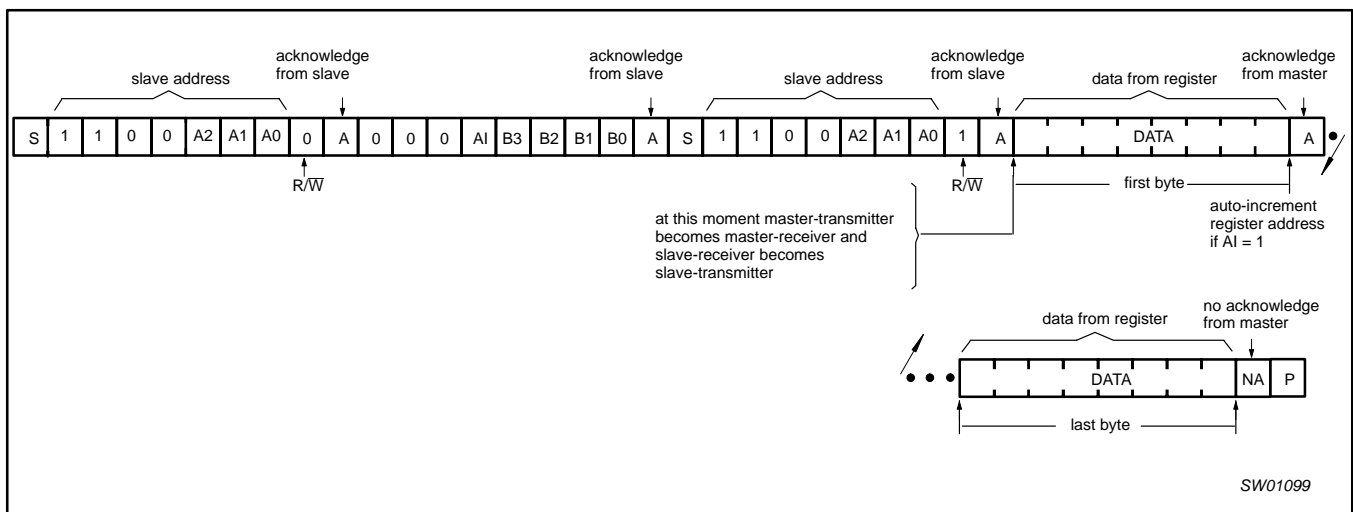 acknowledge from slave
acknowledge from slave
acknowledge from slave
acknowledge from master
slave address
slave address
data from register
S 1 1 0 0 A2 A1 A0 0 A 0 0 0 AI B3 B2 B1 B0 A S 1 1 0 0 A2 A1 A0 1 A DATA A
R/W̅
R/W̅
first byte
at this moment master-transmitter
becomes master-receiver and
slave-receiver becomes
slave-transmitter
auto-increment
register address
if AI = 1
data from register
no acknowledge
from master
DATA NA P
last byte
SW01099